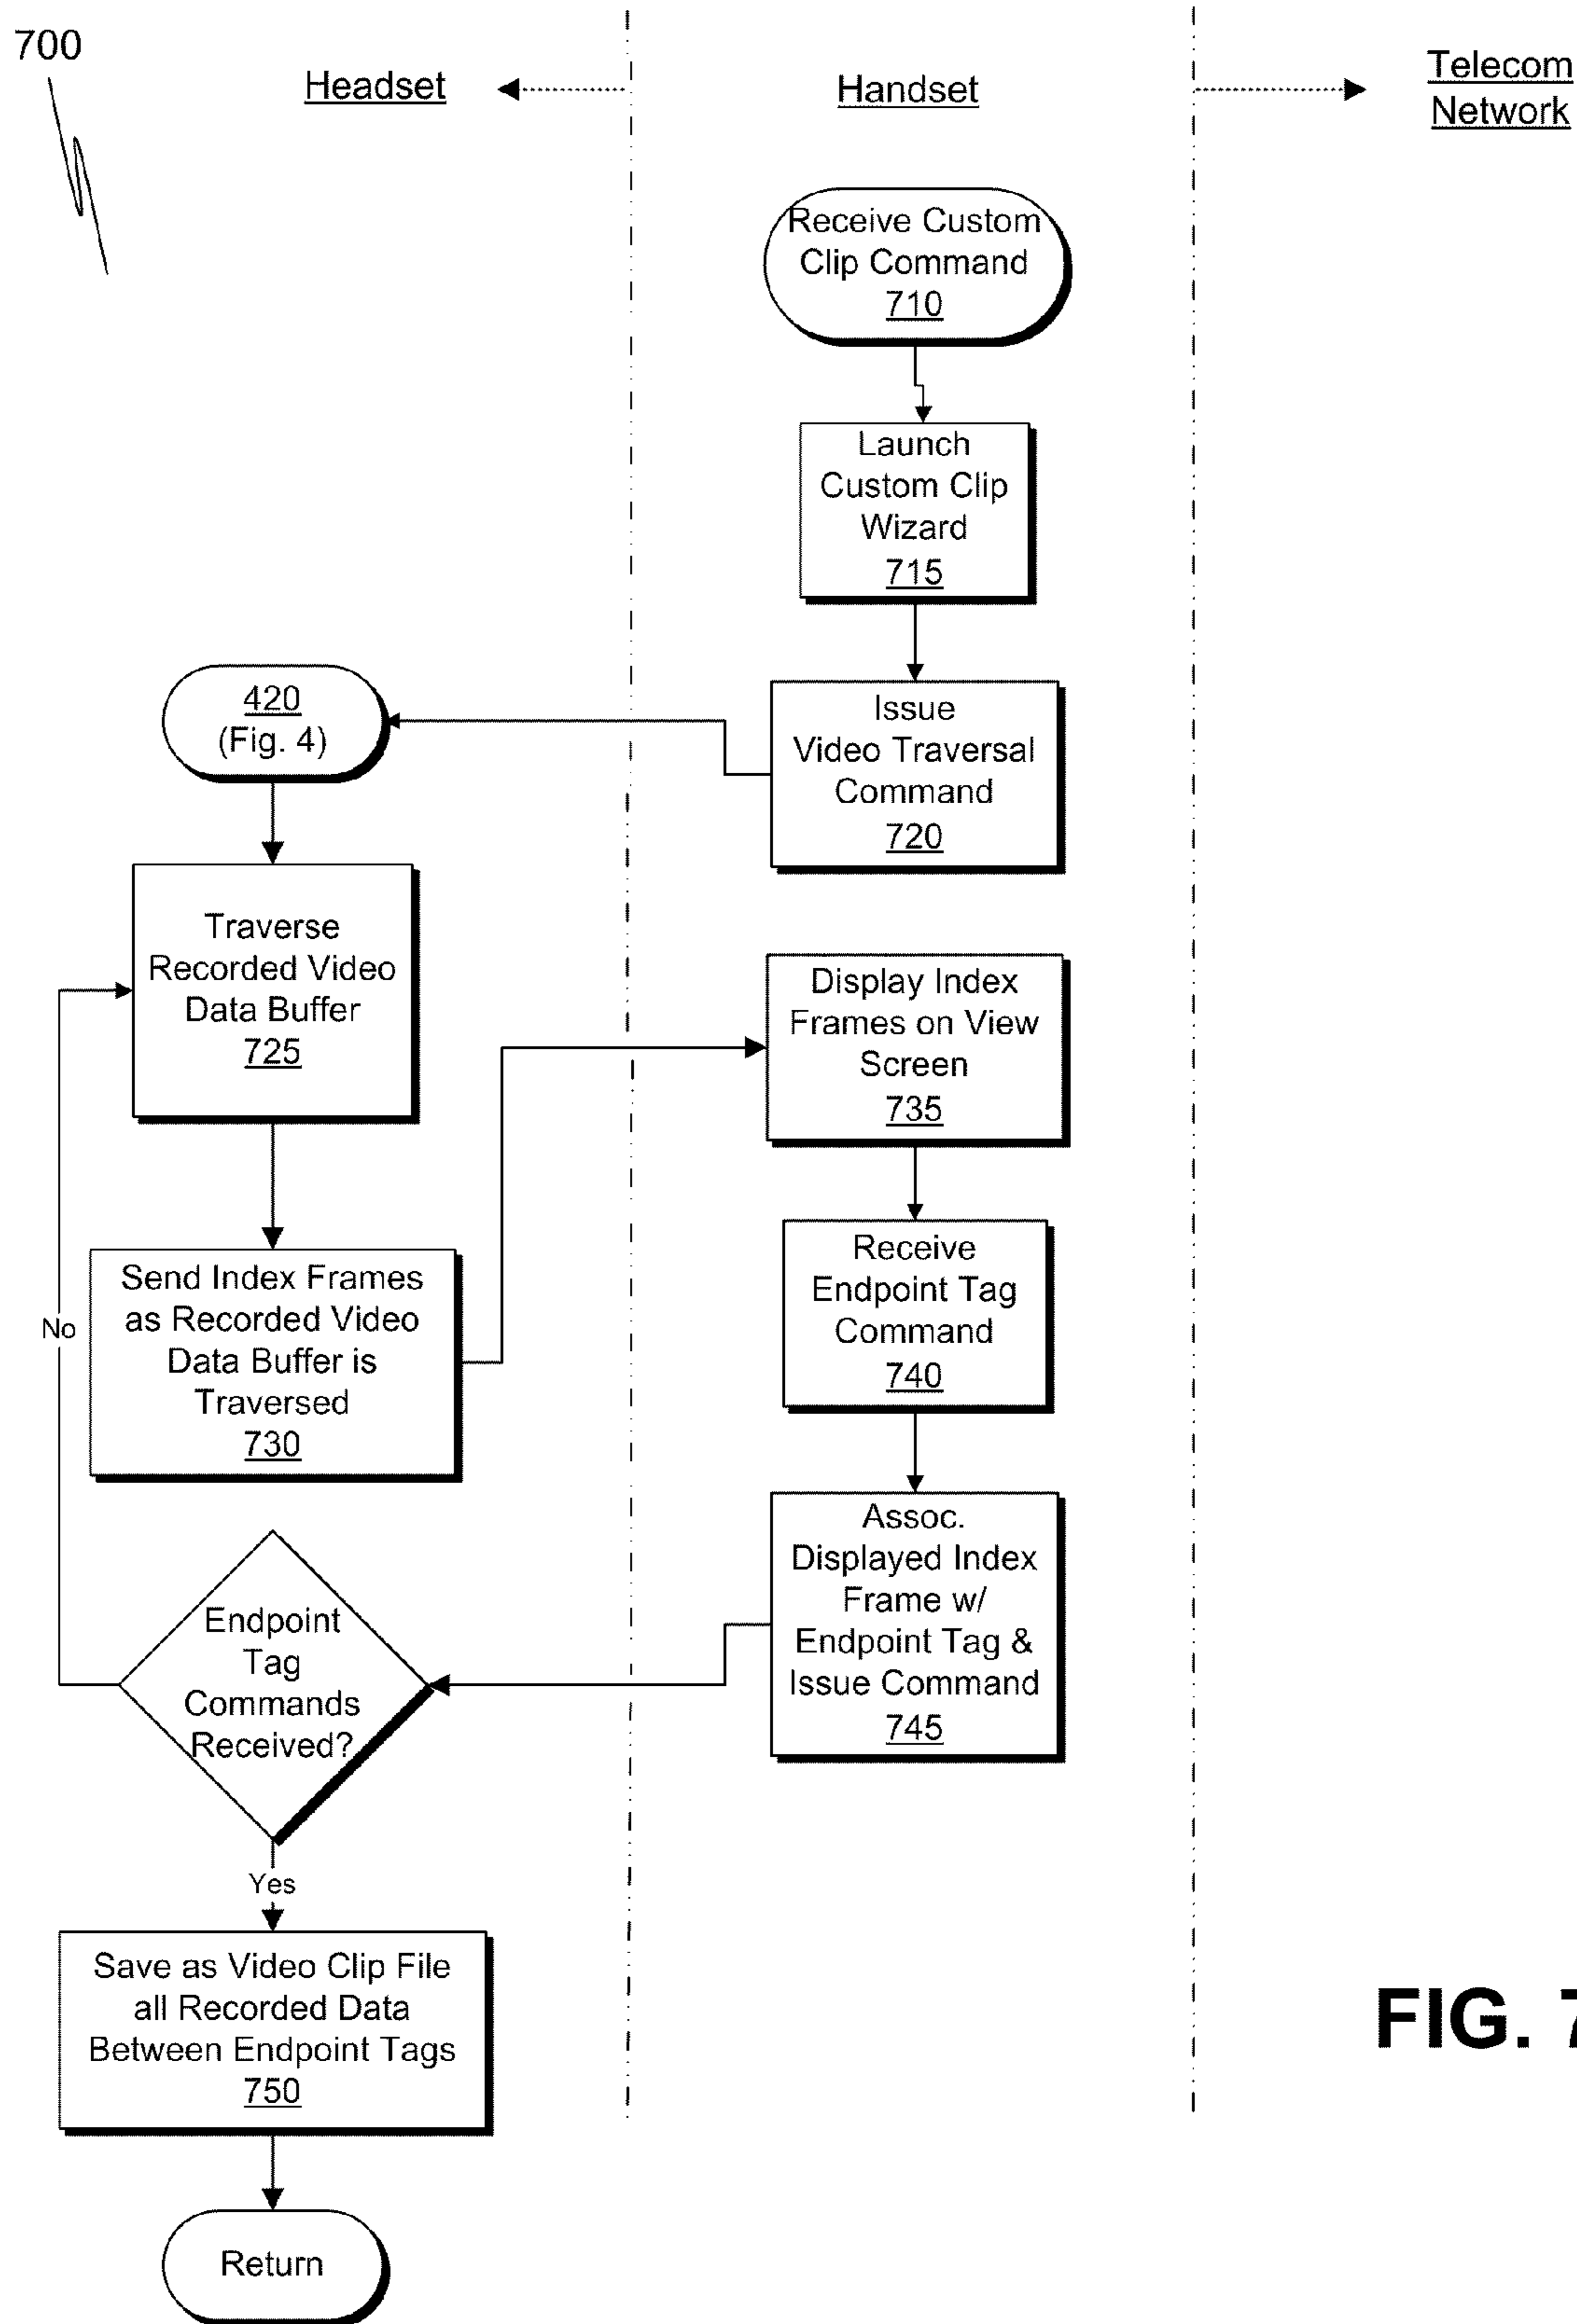 700
Headset
Handset
Telecom
Network
Receive Custom
Clip Command
710
Launch
Custom Clip
Wizard
715
420
(Fig. 4)
Issue
Video Traversal
Command
720
Traverse
Recorded Video
Data Buffer
725
Display Index
Frames on View
Screen
735
Send Index Frames
as Recorded Video
Data Buffer is
Traversed
730
No
Receive
Endpoint Tag
Command
740
Assoc.
Displayed Index
Frame w/
Endpoint Tag &
Issue Command
745
Endpoint
Tag
Commands
Received?
Yes
Save as Video Clip File
all Recorded Data
Between Endpoint Tags
750
Return
FIG. 7